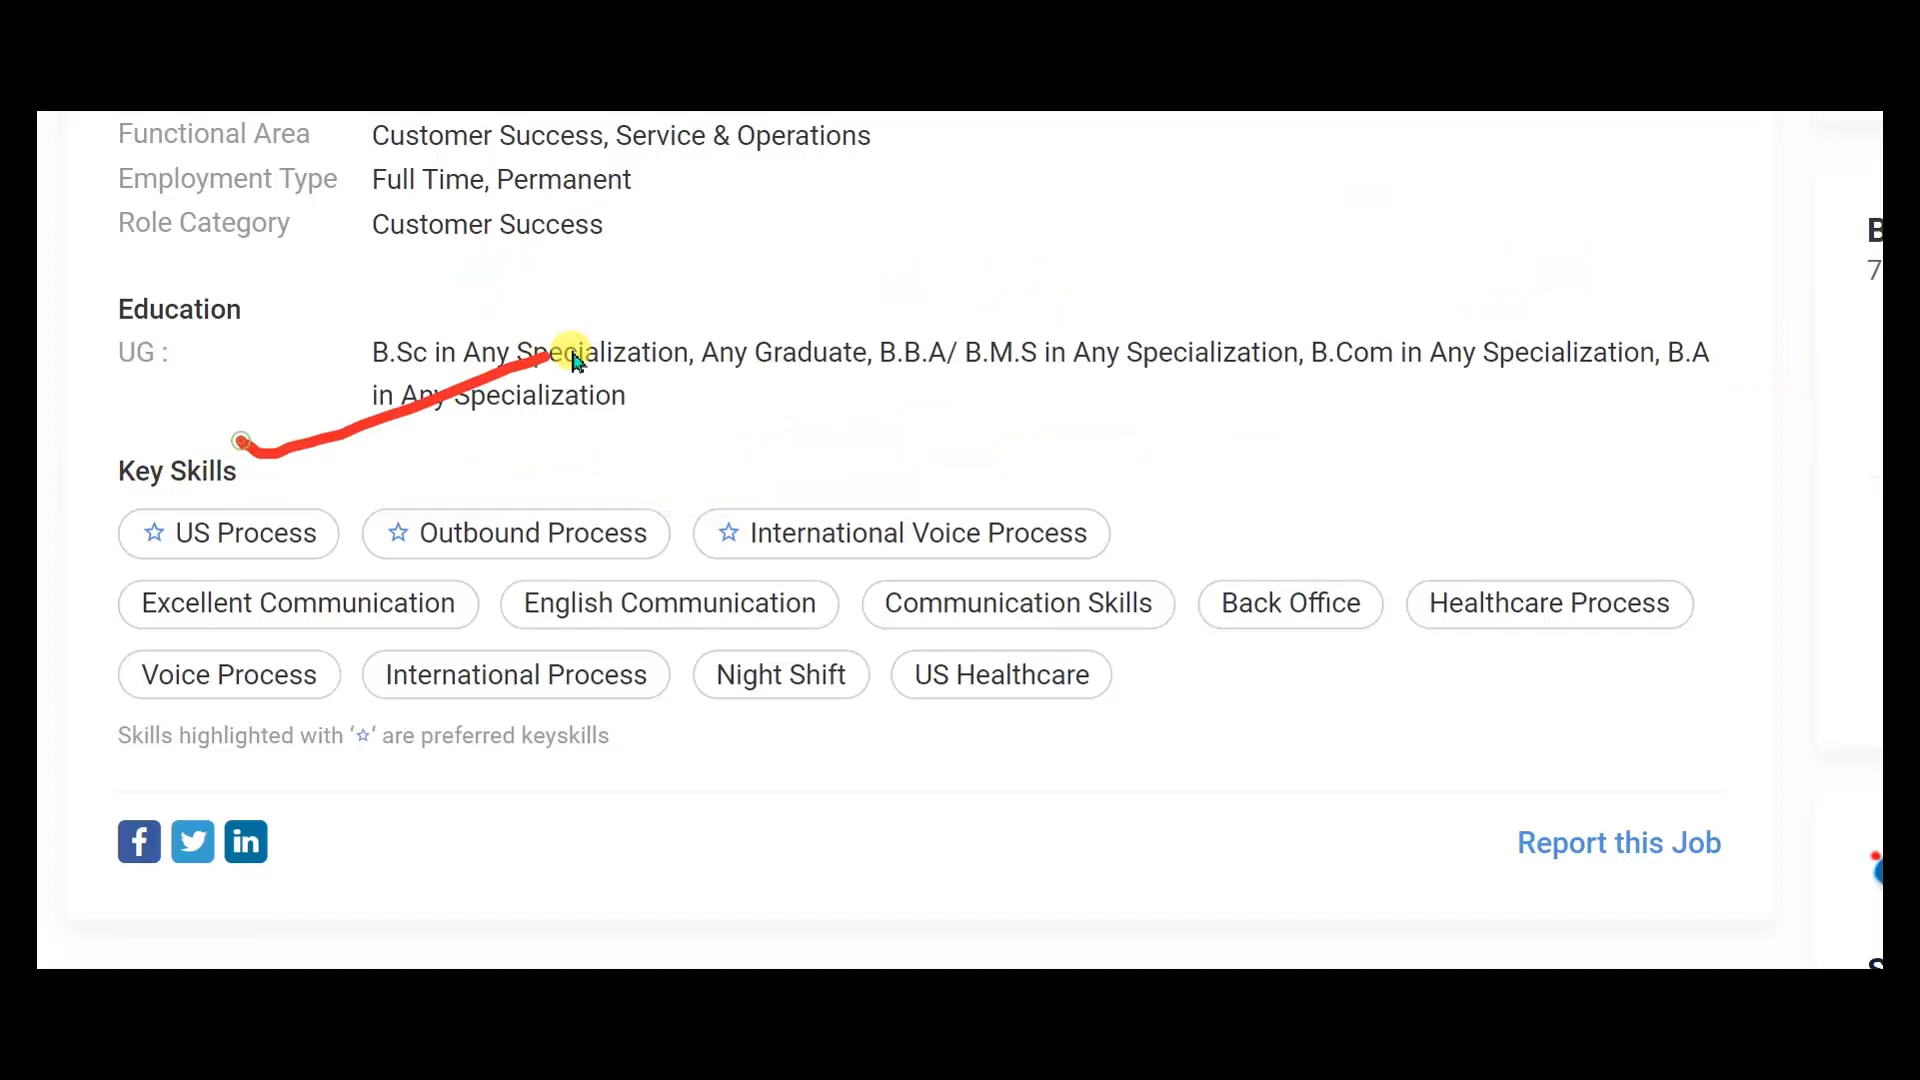 Functional Area Customer Success, Service & Operations
Employment Type Full Time, Permanent
Role Category Customer Success
Education
UG : B.Sc in Any Specialization, Any Graduate, B.B.A/ B.M.S in Any Specialization, B.Com in Any Specialization, B.A
in Any Specialization
Key Skills
☆ US Process ☆ Outbound Process ☆ International Voice Process
Excellent Communication English Communication Communication Skills Back Office Healthcare Process
Voice Process International Process Night Shift US Healthcare
Skills highlighted with ‘☆‘ are preferred keyskills
f in Report this Job
B
7